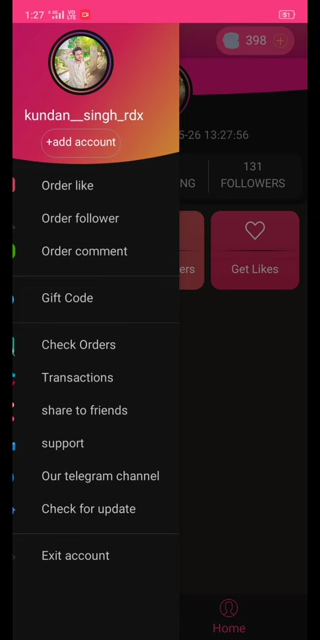 1:27
91
398
kundan__singh_rdx
+add account
5-26 13:27:56
Order like
131
NG
FOLLOWERS
Order follower
Order comment
ers
Get Likes
Gift Code
Check Orders
Transactions
share to friends
support
Our telegram channel
Check for update
Exit account
Home